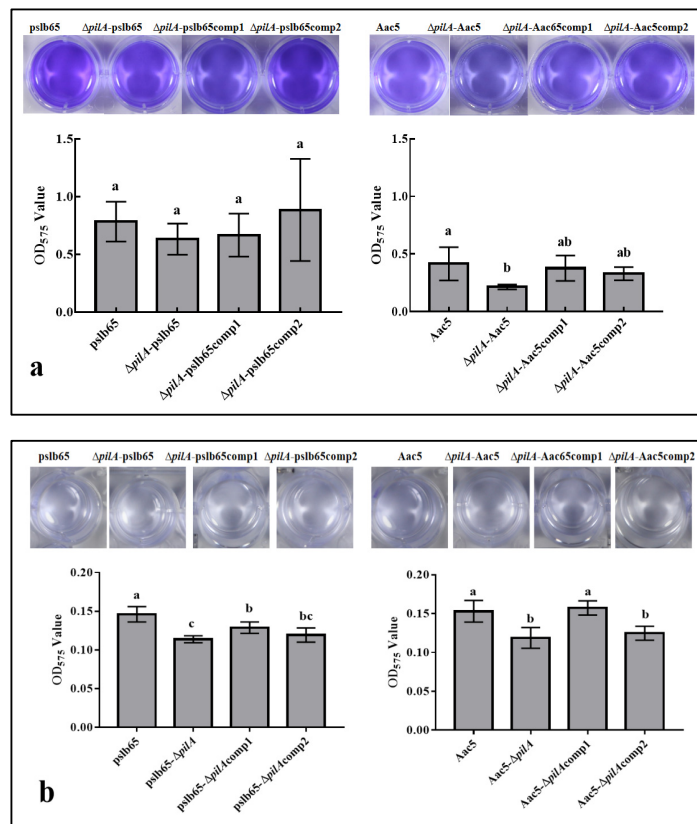 pslb65 ΔpilA-pslb65 ΔpilA-pslb65comp1 ΔpilA-pslb65comp2
Aac5 ΔpilA-Aac5 ΔpilA-Aac65comp1 ΔpilA-Aac5comp2
OD575 Value
1.5
1.0
0.5
0.0
a
a
a
a
pslb65
ΔpilA-pslb65
ΔpilA-pslb65comp1
ΔpilA-pslb65comp2
OD575 Value
1.5
1.0
0.5
0.0
a
b
ab
ab
Aac5
ΔpilA-Aac5
ΔpilA-Aac5comp1
ΔpilA-Aac5comp2
a
pslb65 ΔpilA-pslb65 ΔpilA-pslb65comp1 ΔpilA-pslb65comp2
Aac5 ΔpilA-Aac5 ΔpilA-Aac65comp1 ΔpilA-Aac5comp2
OD575 Value
0.20
0.15
0.10
0.05
0.00
a
c
b
bc
pslb65
pslb65-ΔpilA
pslb65-ΔpilAcomp1
pslb65-ΔpilAcomp2
OD575 Value
0.20
0.15
0.10
0.05
0.00
a
b
a
b
Aac5
Aac5-ΔpilA
Aac5-ΔpilAcomp1
Aac5-ΔpilAcomp2
b